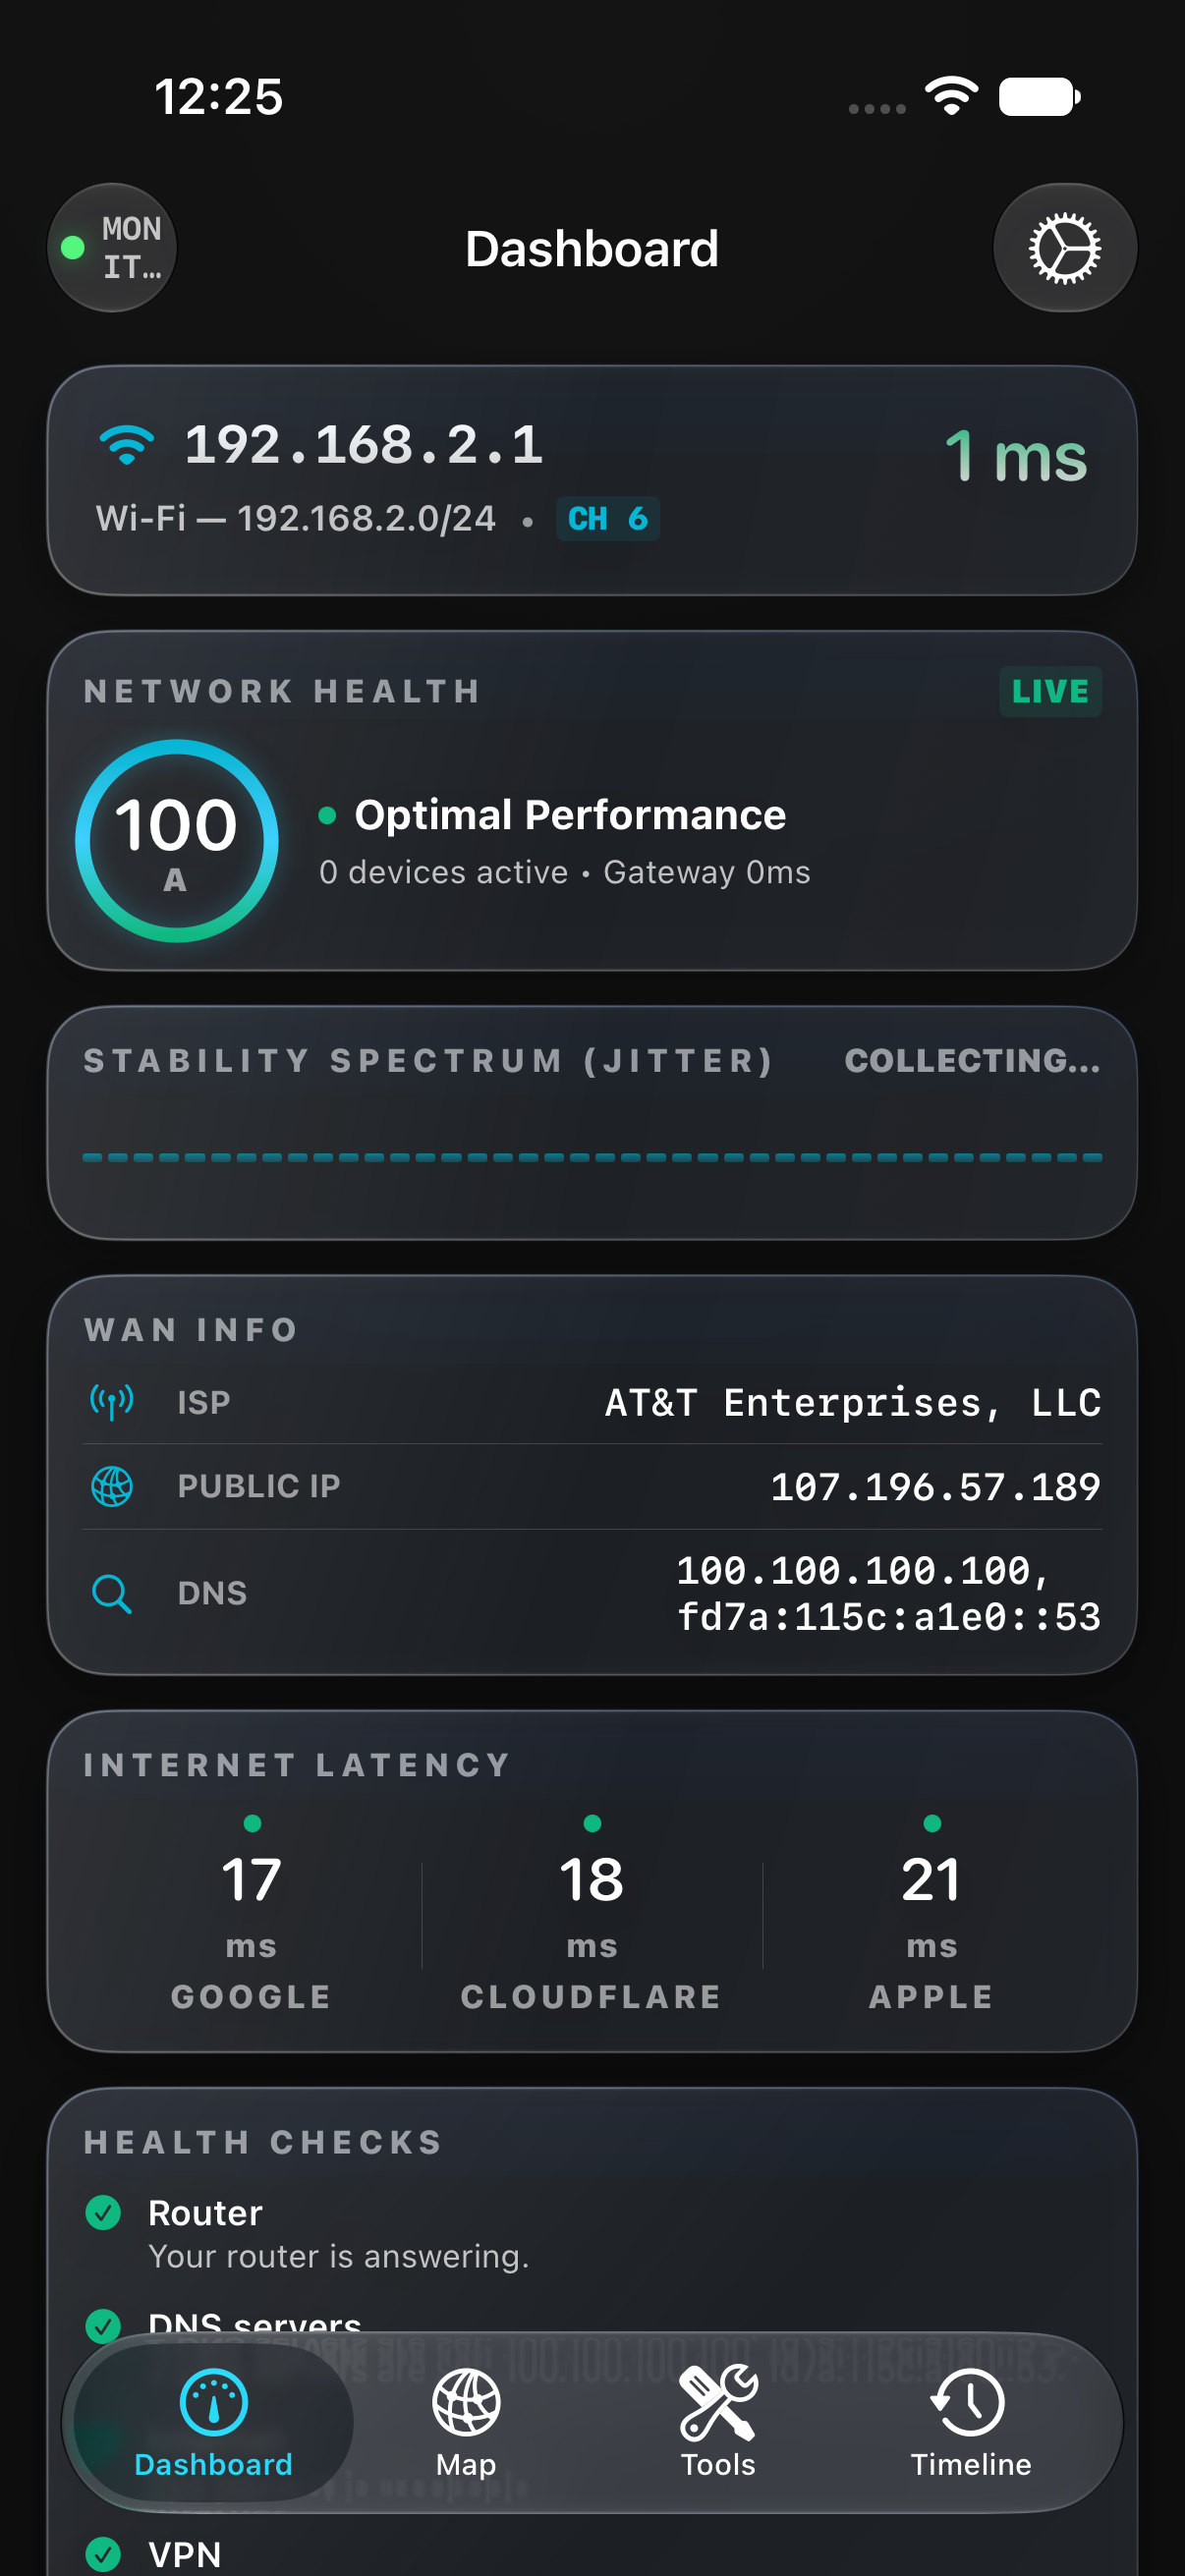 12:25
MON
IT…
Dashboard
192.168.2.1
1 ms
Wi-Fi — 192.168.2.0/24 • CH 6
NETWORK HEALTH
LIVE
100
A
Optimal Performance
0 devices active • Gateway 0ms
STABILITY SPECTRUM (JITTER)
COLLECTING...
WAN INFO
ISP
AT&T Enterprises, LLC
PUBLIC IP
107.196.57.189
DNS
100.100.100.100,
fd7a:115c:a1e0::53
INTERNET LATENCY
17
ms
GOOGLE
18
ms
CLOUDFLARE
21
ms
APPLE
HEALTH CHECKS
Router
Your router is answering.
DNS servers
Dashboard
Map
Tools
Timeline
VPN